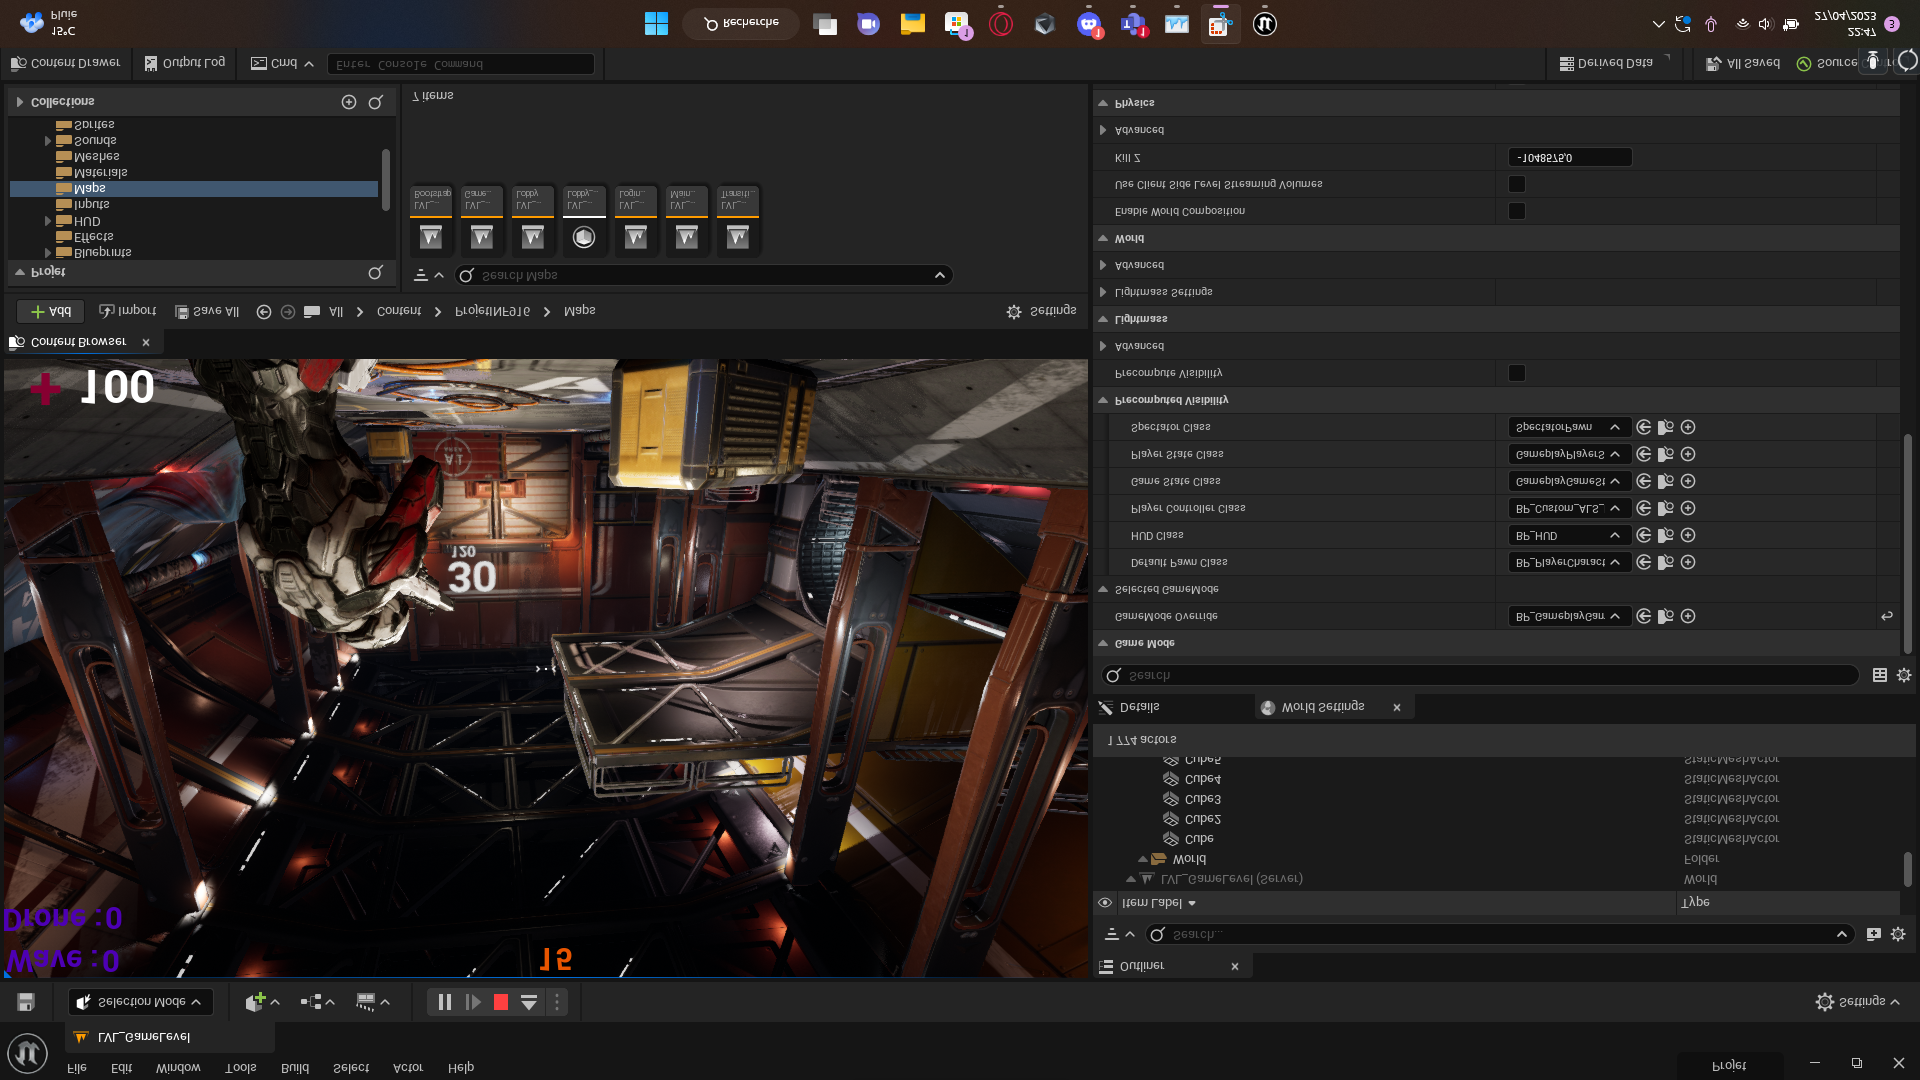 File Edit Window Tools Build Select Actor Help
Projet
LVL_GameLevel
Selection Mode
Settings
Wave :0
Drone :0
15
30
120
100
Outliner
Search...
Item Label
Type
LVL_GameLevel (Server)
World
World
Folder
Cube
StaticMeshActor
Cube2
StaticMeshActor
Cube3
StaticMeshActor
Cube4
StaticMeshActor
Cube5
StaticMeshActor
1 774 actors
Details
World Settings
Search
Game Mode
GameMode Override
BP_GameplayGam
Selected GameMode
Default Pawn Class
BP_PlayerCharact
HUD Class
BP_HUD
Player Controller Class
BP_Custom_ALS_
Game State Class
GameplayGameSt
Player State Class
GameplayPlayerS
Spectator Class
SpectatorPawn
Precomputed Visibility
Precompute Visibility
Advanced
Lightmass
Lightmass Settings
Advanced
World
Enable World Composition
Use Client Side Level Streaming Volumes
Kill Z
-1048575,0
Advanced
Physics
Content Browser
Add
Import
Save All
All
Content
ProjetINF916
Maps
Settings
Projet
Blueprints
Effects
HUD
Inputs
Maps
Materials
Meshes
Sounds
Sprites
Collections
Search Maps
LVL_
Bootstrap
LVL_
Game...
LVL_
Lobby
LVL_
Lobby_...
LVL_
Login...
LVL_
Main...
LVL_
Transiti...
7 items
Content Drawer
Output Log
Cmd
Enter Console Command
Derived Data
All Saved
Source
15°C
Pluie
Recherche
1
1
1
22:47
27/04/2023
3